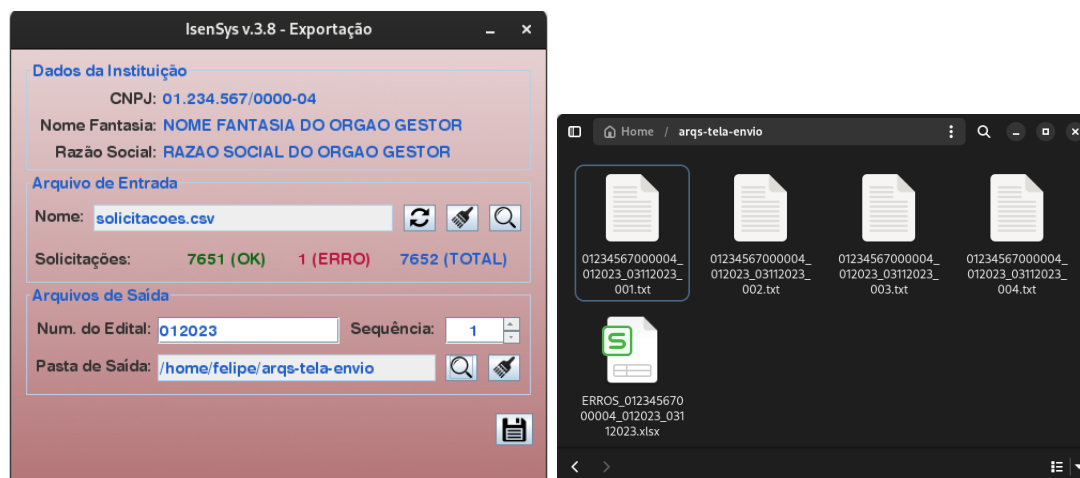 IsenSys v.3.8 - Exportação
Dados da Instituição
CNPJ: 01.234.567/0000-04
Nome Fantasia: NOME FANTASIA DO ORGAO GESTOR
Razão Social: RAZAO SOCIAL DO ORGAO GESTOR
Arquivo de Entrada
Nome: solicitacoes.csv
Solicitações: 7651 (OK) 1 (ERRO) 7652 (TOTAL)
Arquivos de Saída
Num. do Edital: 012023 Sequência: 1
Pasta de Saída: /home/felipe/arqs-tela-envio
Home / arqs-tela-envio
01234567000004_
012023_03112023_
001.txt
01234567000004_
012023_03112023_
002.txt
01234567000004_
012023_03112023_
003.txt
01234567000004_
012023_03112023_
004.txt
ERROS_012345670
00004_012023_031
12023.xlsx